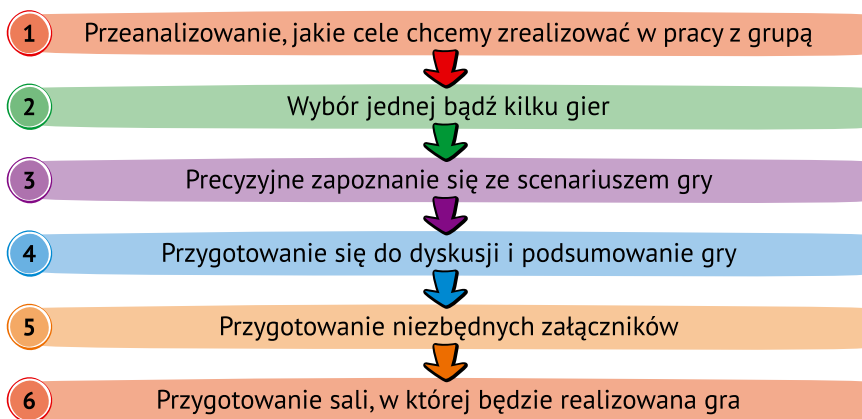 1 Przeanalizowanie, jakie cele chcemy zrealizować w pracy z grupą
2 Wybór jednej bądź kilku gier
3 Precyzyjne zapoznanie się ze scenariuszem gry
4 Przygotowanie się do dyskusji i podsumowanie gry
5 Przygotowanie niezbędnych załączników
6 Przygotowanie sali, w której będzie realizowana gra